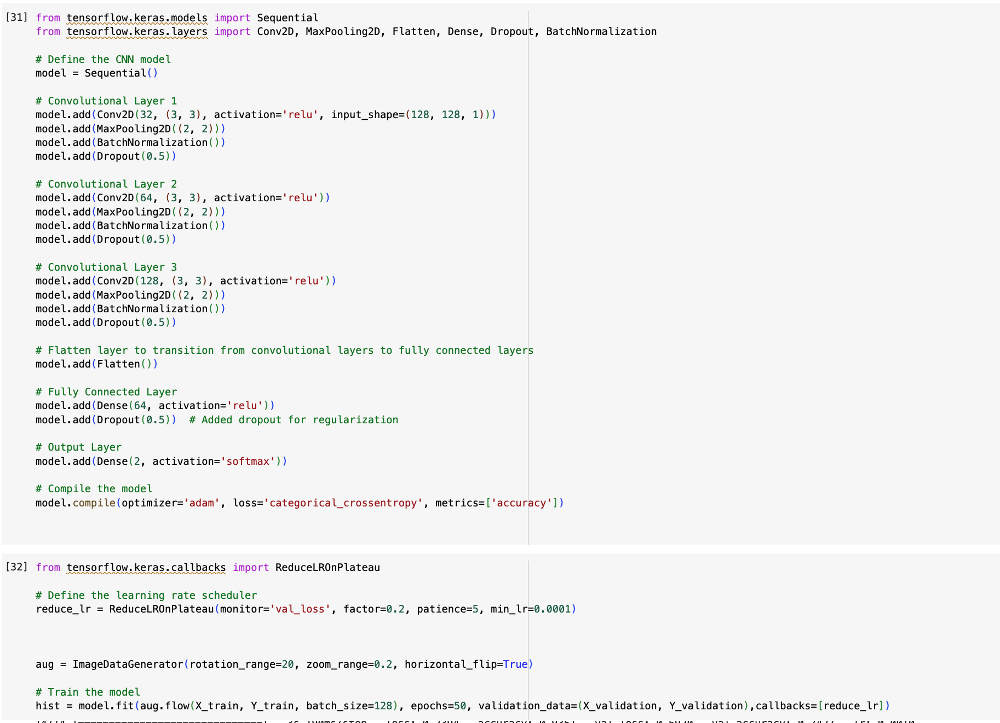 [31] from tensorflow.keras.models import Sequential
from tensorflow.keras.layers import Conv2D, MaxPooling2D, Flatten, Dense, Dropout, BatchNormalization
# Define the CNN model
model = Sequential()
# Convolutional Layer 1
model.add(Conv2D(32, (3, 3), activation='relu', input_shape=(128, 128, 1)))
model.add(MaxPooling2D((2, 2)))
model.add(BatchNormalization())
model.add(Dropout(0.5))
# Convolutional Layer 2
model.add(Conv2D(64, (3, 3), activation='relu'))
model.add(MaxPooling2D((2, 2)))
model.add(BatchNormalization())
model.add(Dropout(0.5))
# Convolutional Layer 3
model.add(Conv2D(128, (3, 3), activation='relu'))
model.add(MaxPooling2D((2, 2)))
model.add(BatchNormalization())
model.add(Dropout(0.5))
# Flatten layer to transition from convolutional layers to fully connected layers
model.add(Flatten())
# Fully Connected Layer
model.add(Dense(64, activation='relu'))
model.add(Dropout(0.5))  # Added dropout for regularization
# Output Layer
model.add(Dense(2, activation='softmax'))
# Compile the model
model.compile(optimizer='adam', loss='categorical_crossentropy', metrics=['accuracy'])
[32] from tensorflow.keras.callbacks import ReduceLROnPlateau
# Define the learning rate scheduler
reduce_lr = ReduceLROnPlateau(monitor='val_loss', factor=0.2, patience=5, min_lr=0.0001)
aug = ImageDataGenerator(rotation_range=20, zoom_range=0.2, horizontal_flip=True)
# Train the model
hist = model.fit(aug.flow(X_train, Y_train, batch_size=128), epochs=50, validation_data=(X_validation, Y_validation),callbacks=[reduce_lr])